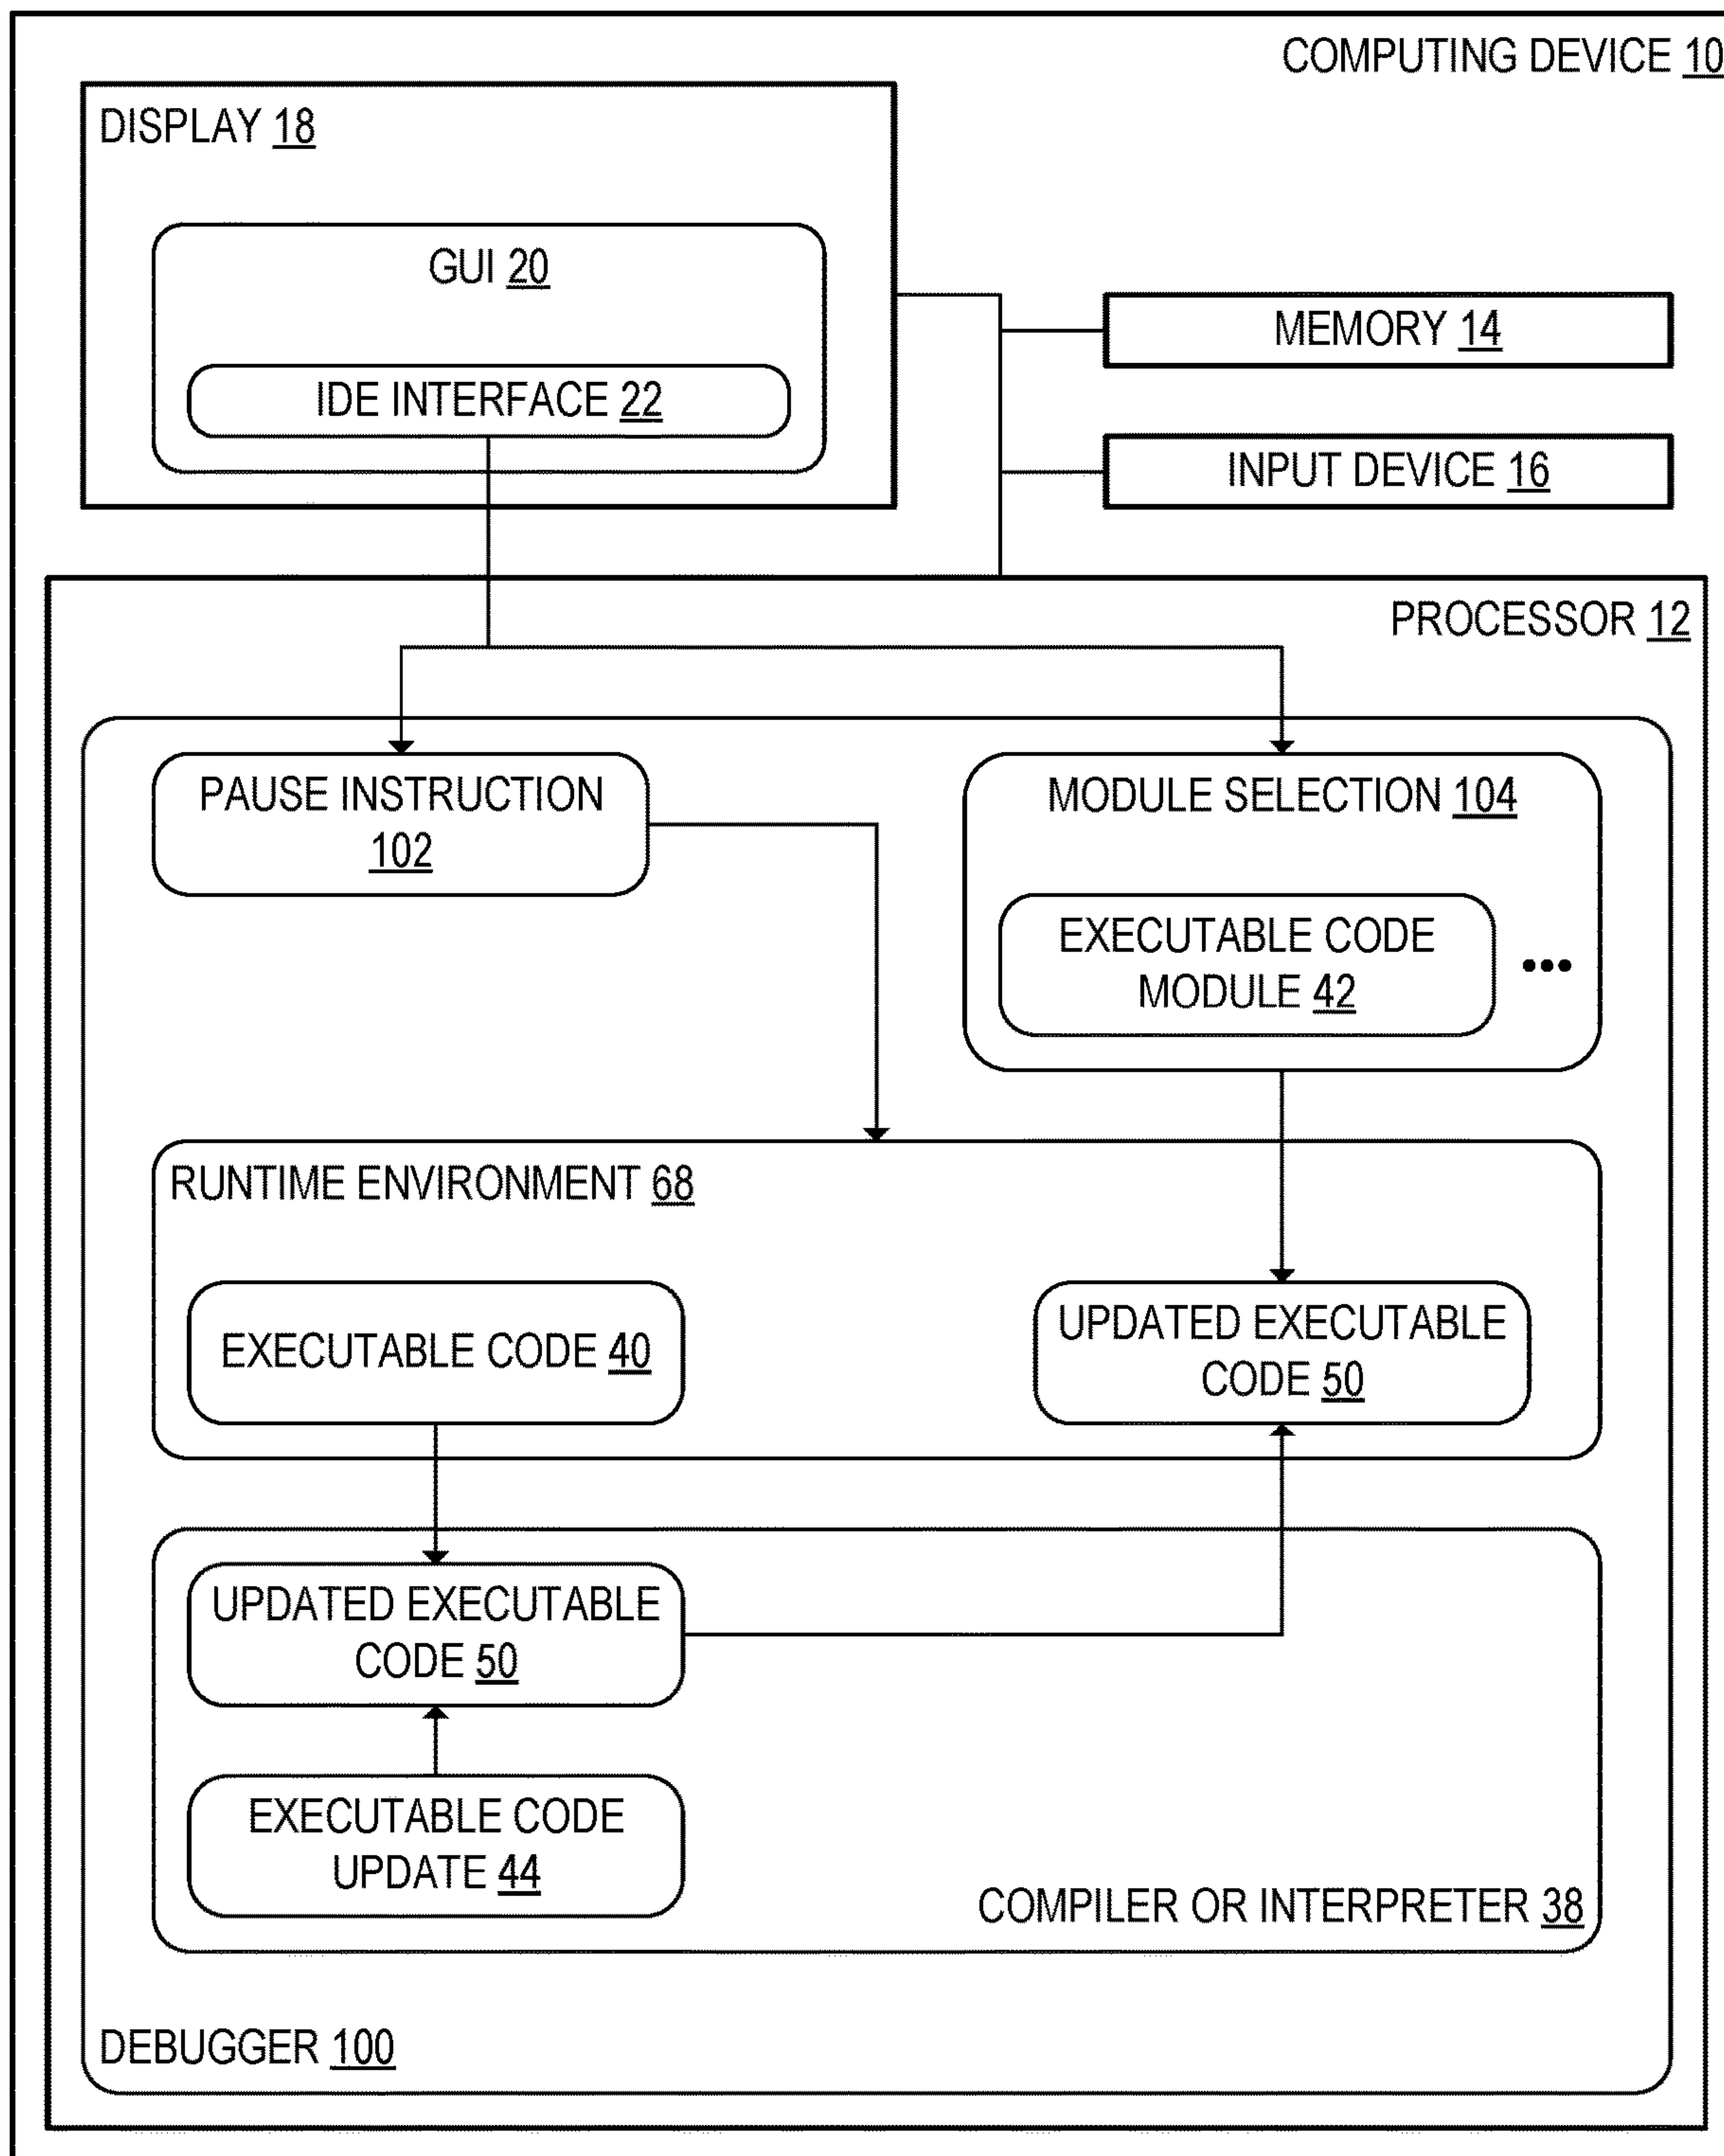 COMPUTING DEVICE 10
DISPLAY 18
GUI 20
IDE INTERFACE 22
MEMORY 14
INPUT DEVICE 16
PROCESSOR 12
PAUSE INSTRUCTION
102
MODULE SELECTION 104
EXECUTABLE CODE
MODULE 42
•••
RUNTIME ENVIRONMENT 68
EXECUTABLE CODE 40
UPDATED EXECUTABLE
CODE 50
UPDATED EXECUTABLE
CODE 50
EXECUTABLE CODE
UPDATE 44
COMPILER OR INTERPRETER 38
DEBUGGER 100